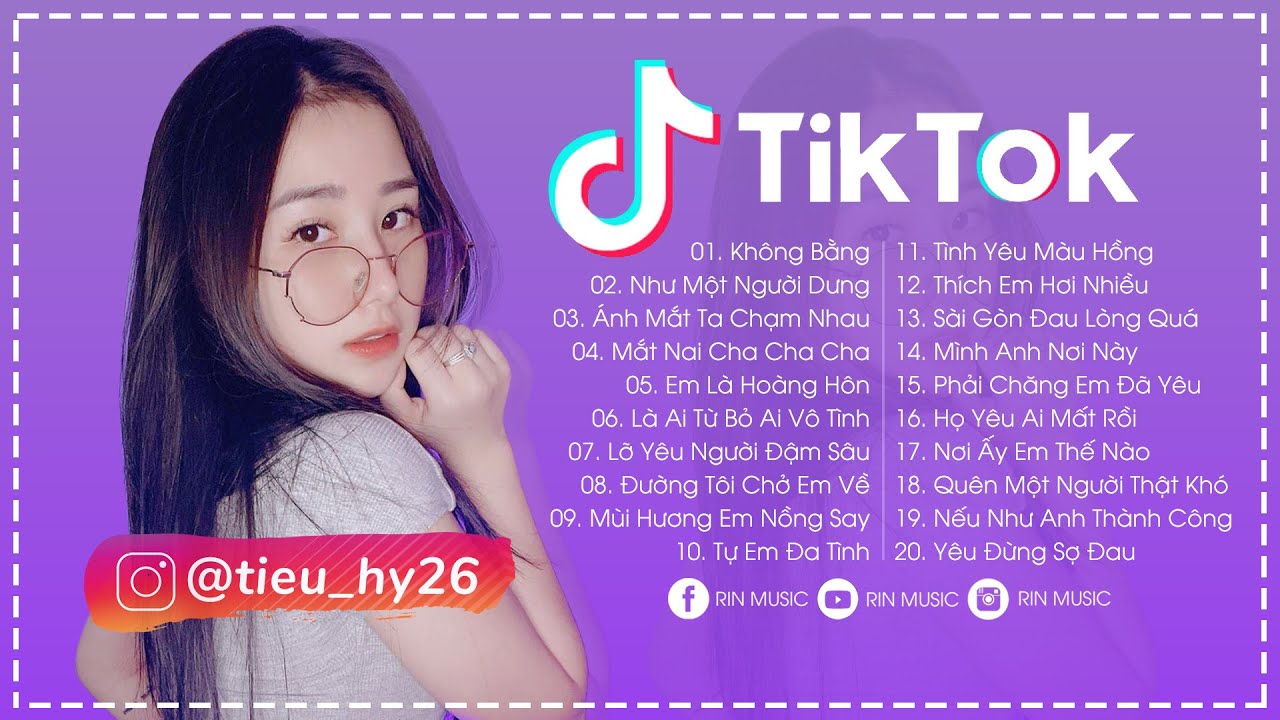 TikTok
01. Không Bằng
02. Như Một Người Dưng
03. Ánh Mắt Ta Chạm Nhau
04. Mắt Nai Cha Cha Cha
05. Em Là Hoàng Hôn
06. Là Ai Từ Bỏ Ai Vô Tình
07. Lỡ Yêu Người Đậm Sâu
08. Đường Tôi Chở Em Về
09. Mùi Hương Em Nồng Say
10. Tự Em Đa Tình
11. Tình Yêu Màu Hồng
12. Thích Em Hơi Nhiều
13. Sài Gòn Đau Lòng Quá
14. Mình Anh Nơi Này
15. Phải Chăng Em Đã Yêu
16. Họ Yêu Ai Mất Rồi
17. Nơi Ấy Em Thế Nào
18. Quên Một Người Thật Khó
19. Nếu Như Anh Thành Công
20. Yêu Đừng Sợ Đau
@tieu_hy26
RIN MUSIC RIN MUSIC RIN MUSIC